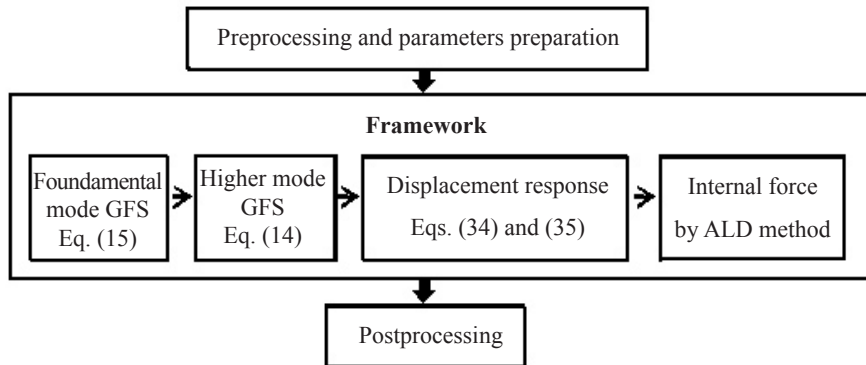 Preprocessing and parameters preparation
Framework
Foundamental
mode GFS
Eq. (15)
Higher mode
GFS
Eq. (14)
Displacement response
Eqs. (34) and (35)
Internal force
by ALD method
Postprocessing